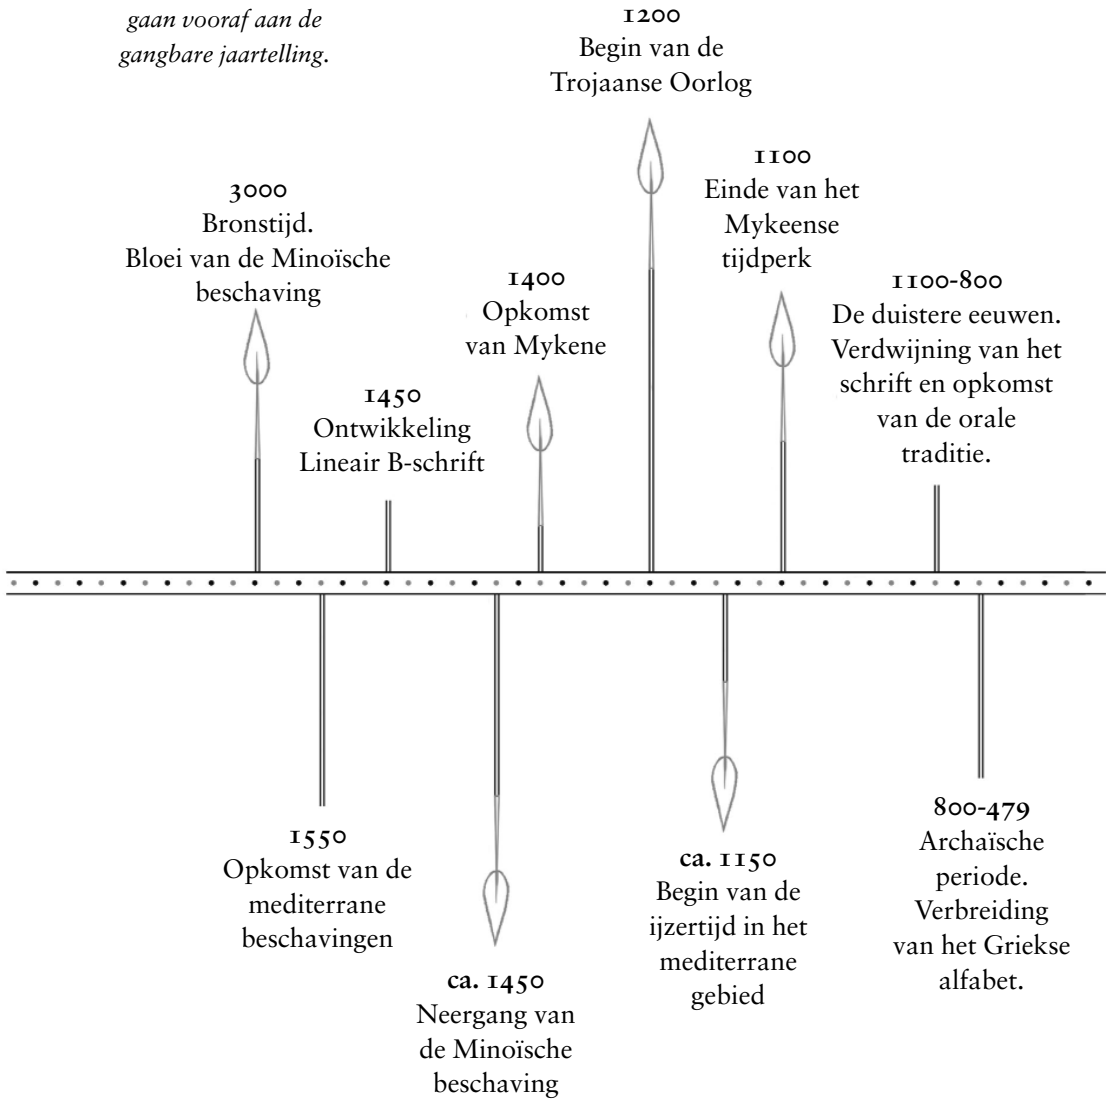 gaan vooraf aan de
gangbare jaartelling.
1200
Begin van de
Trojaanse Oorlog
1100
Einde van het
Mykeense
tijdperk
3000
Bronstijd.
Bloei van de Minoïsche
beschaving
1400
Opkomst
van Mykene
1100-800
De duistere eeuwen.
Verdwijning van het
schrift en opkomst
van de orale
traditie.
1450
Ontwikkeling
Lineair B-schrift
1550
Opkomst van de
mediterrane
beschavingen
ca. 1450
Neergang van
de Minoïsche
beschaving
ca. 1150
Begin van de
ijzertijd in het
mediterrane
gebied
800-479
Archaïsche
periode.
Verbreiding
van het Griekse
alfabet.